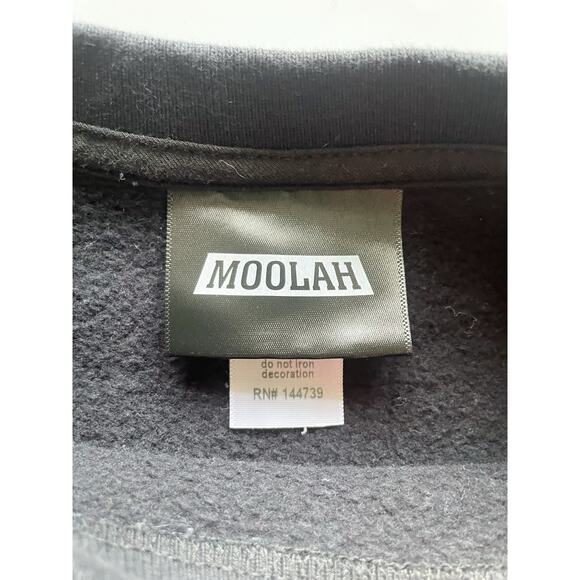 MOOLAH
do not iron
decoration
RN# 144739